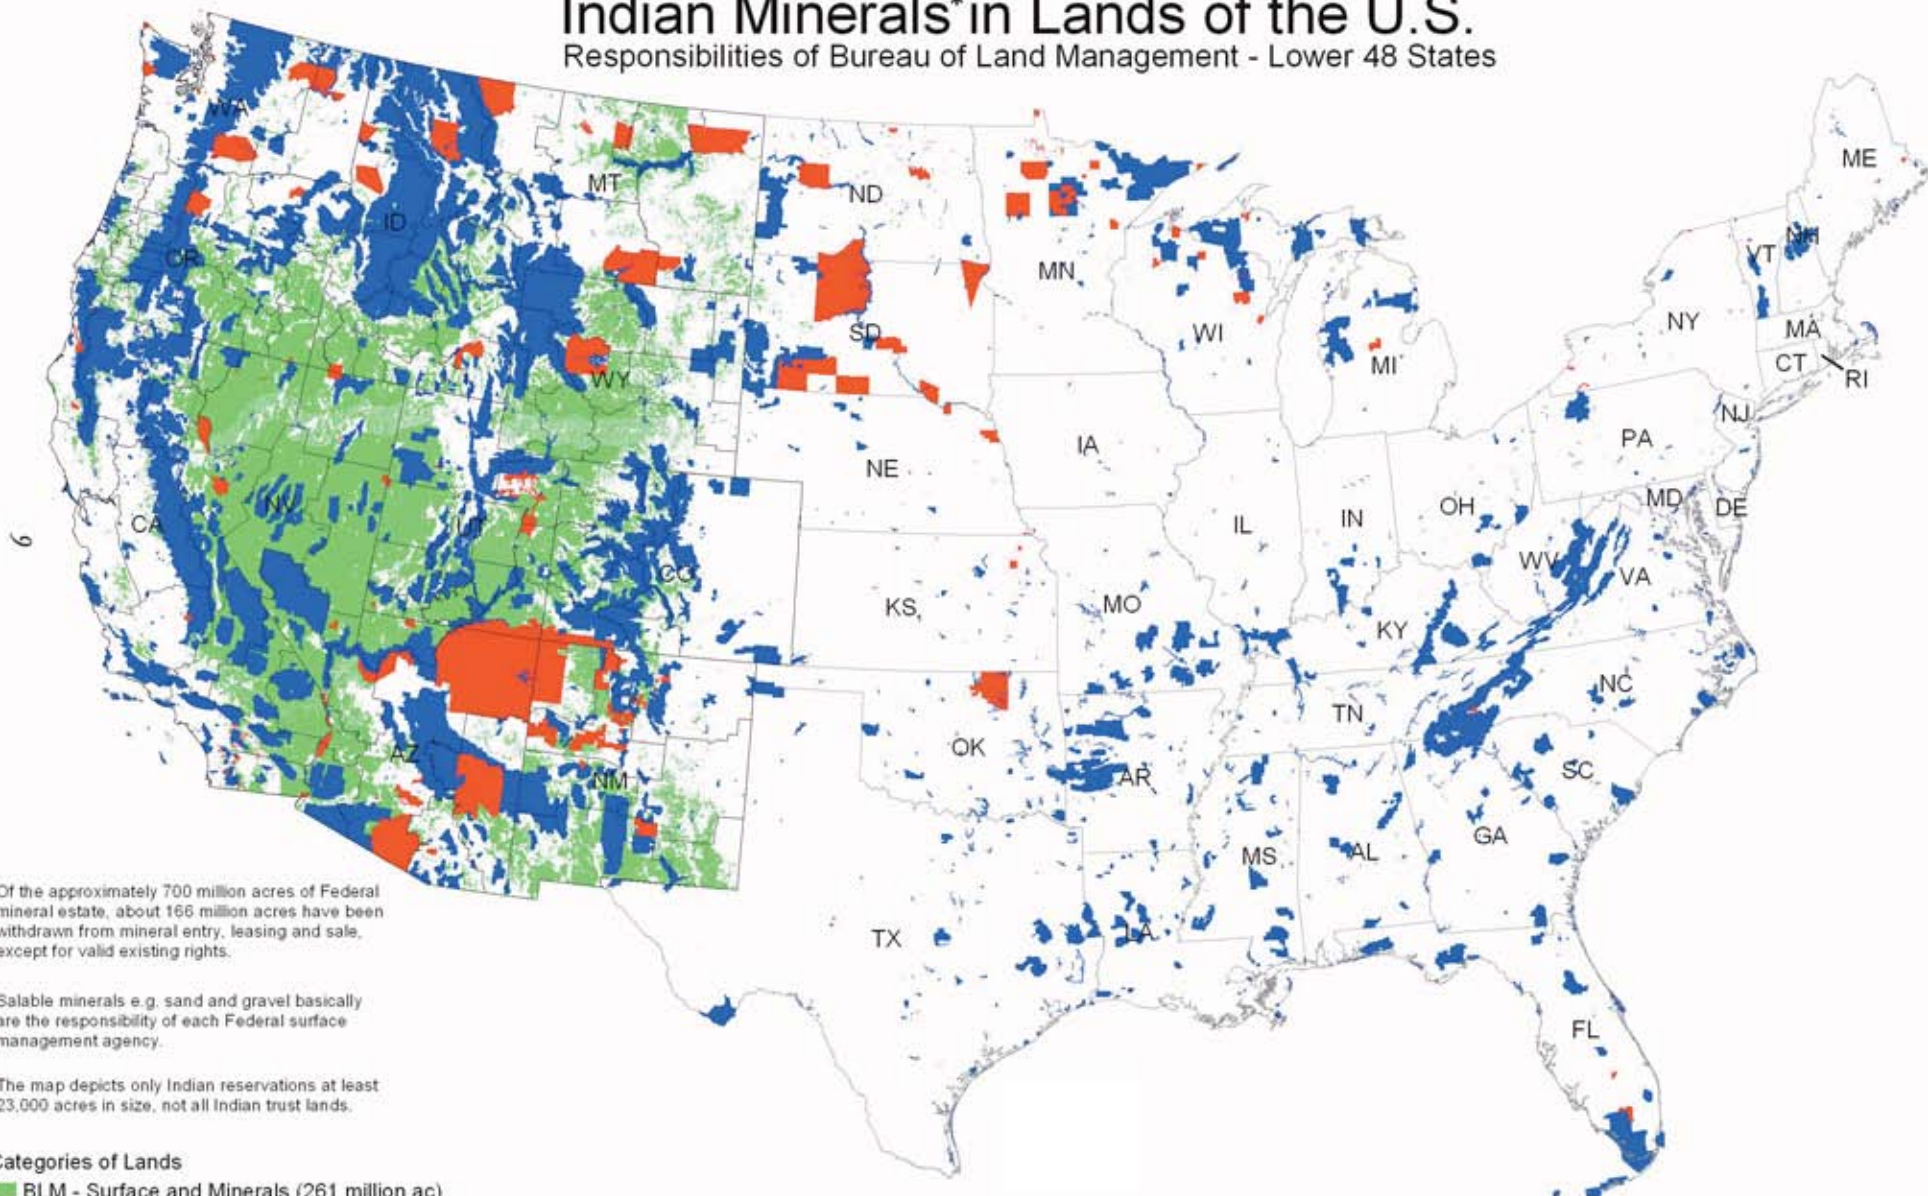 Indian Minerals* in Lands of the U.S.
Responsibilities of Bureau of Land Management - Lower 48 States
WA
MT
ND
ME
ID
OR
MN
VT
NH
SD
WI
NY
MA
MI
CT
RI
WY
NJ
IA
PA
NE
MD
DE
OH
CA
NV
UT
IL
IN
WV
VA
CO
KS
MO
KY
NC
TN
AZ
NM
OK
AR
SC
GA
MS
AL
TX
LA
FL
9
Of the approximately 700 million acres of Federal
mineral estate, about 166 million acres have been
withdrawn from mineral entry, leasing and sale,
except for valid existing rights.
Salable minerals e.g. sand and gravel basically
are the responsibility of each Federal surface
management agency.
The map depicts only Indian reservations at least
23,000 acres in size, not all Indian trust lands.
Categories of Lands
BLM - Surface and Minerals (261 million ac)